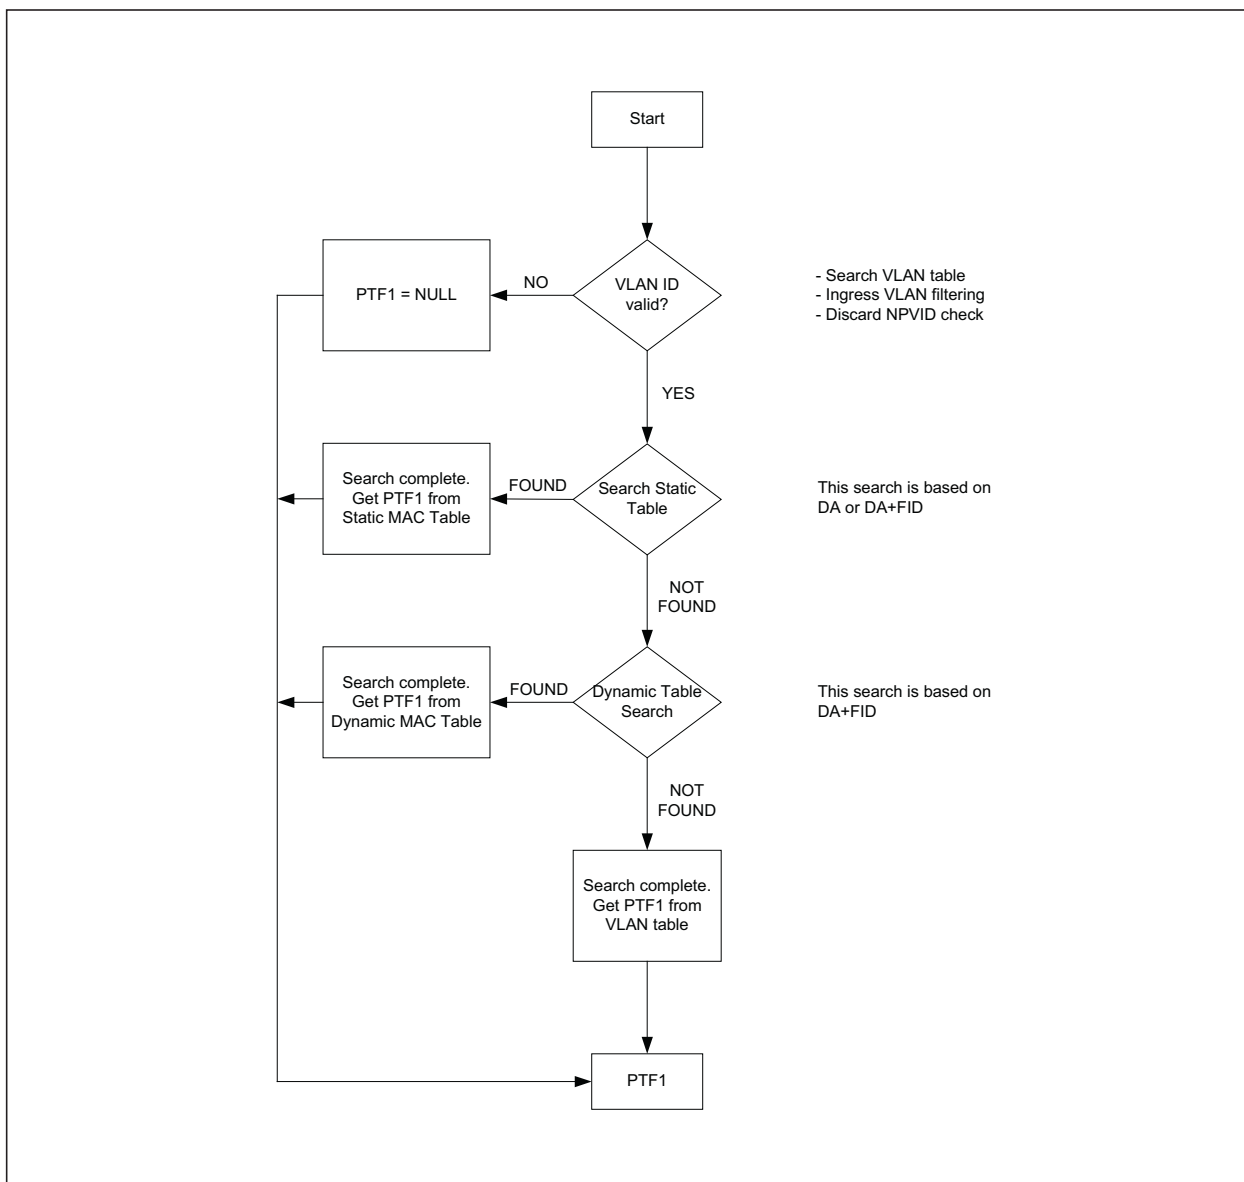 Start
PTF1 = NULL
NO
VLAN ID
valid?
- Search VLAN table
- Ingress VLAN filtering
- Discard NPVID check
YES
Search complete.
Get PTF1 from
Static MAC Table
FOUND
Search Static
Table
This search is based on
DA or DA+FID
NOT
FOUND
Search complete.
Get PTF1 from
Dynamic MAC Table
FOUND
Dynamic Table
Search
This search is based on
DA+FID
NOT
FOUND
Search complete.
Get PTF1 from
VLAN table
PTF1